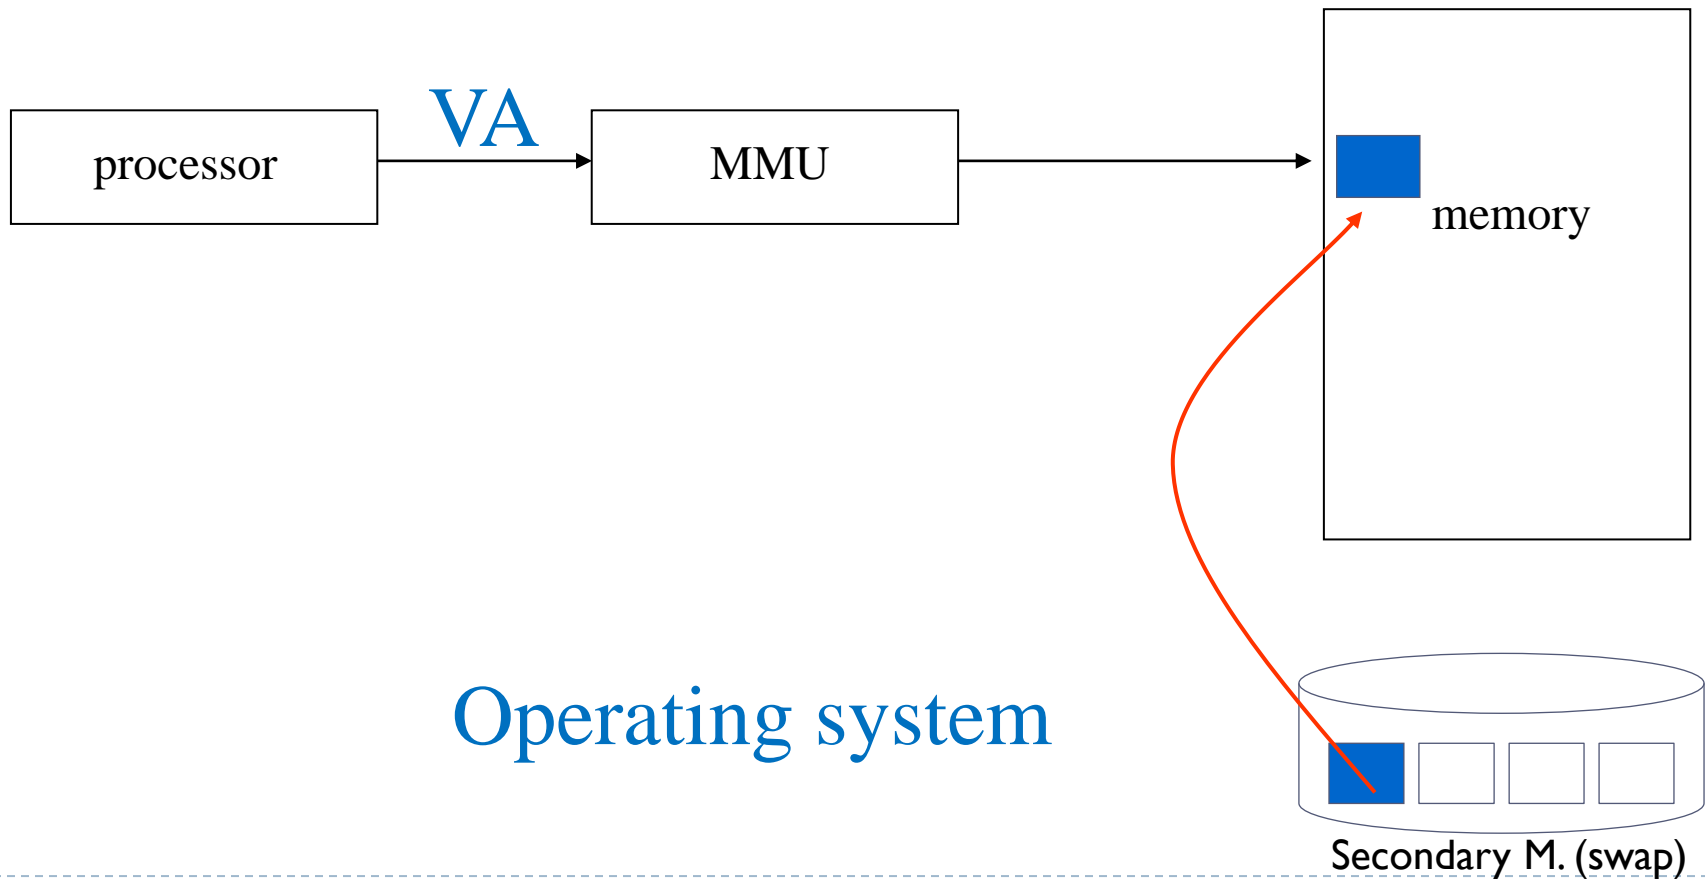 VA
processor
MMU
memory
Operating system
Secondary M. (swap)